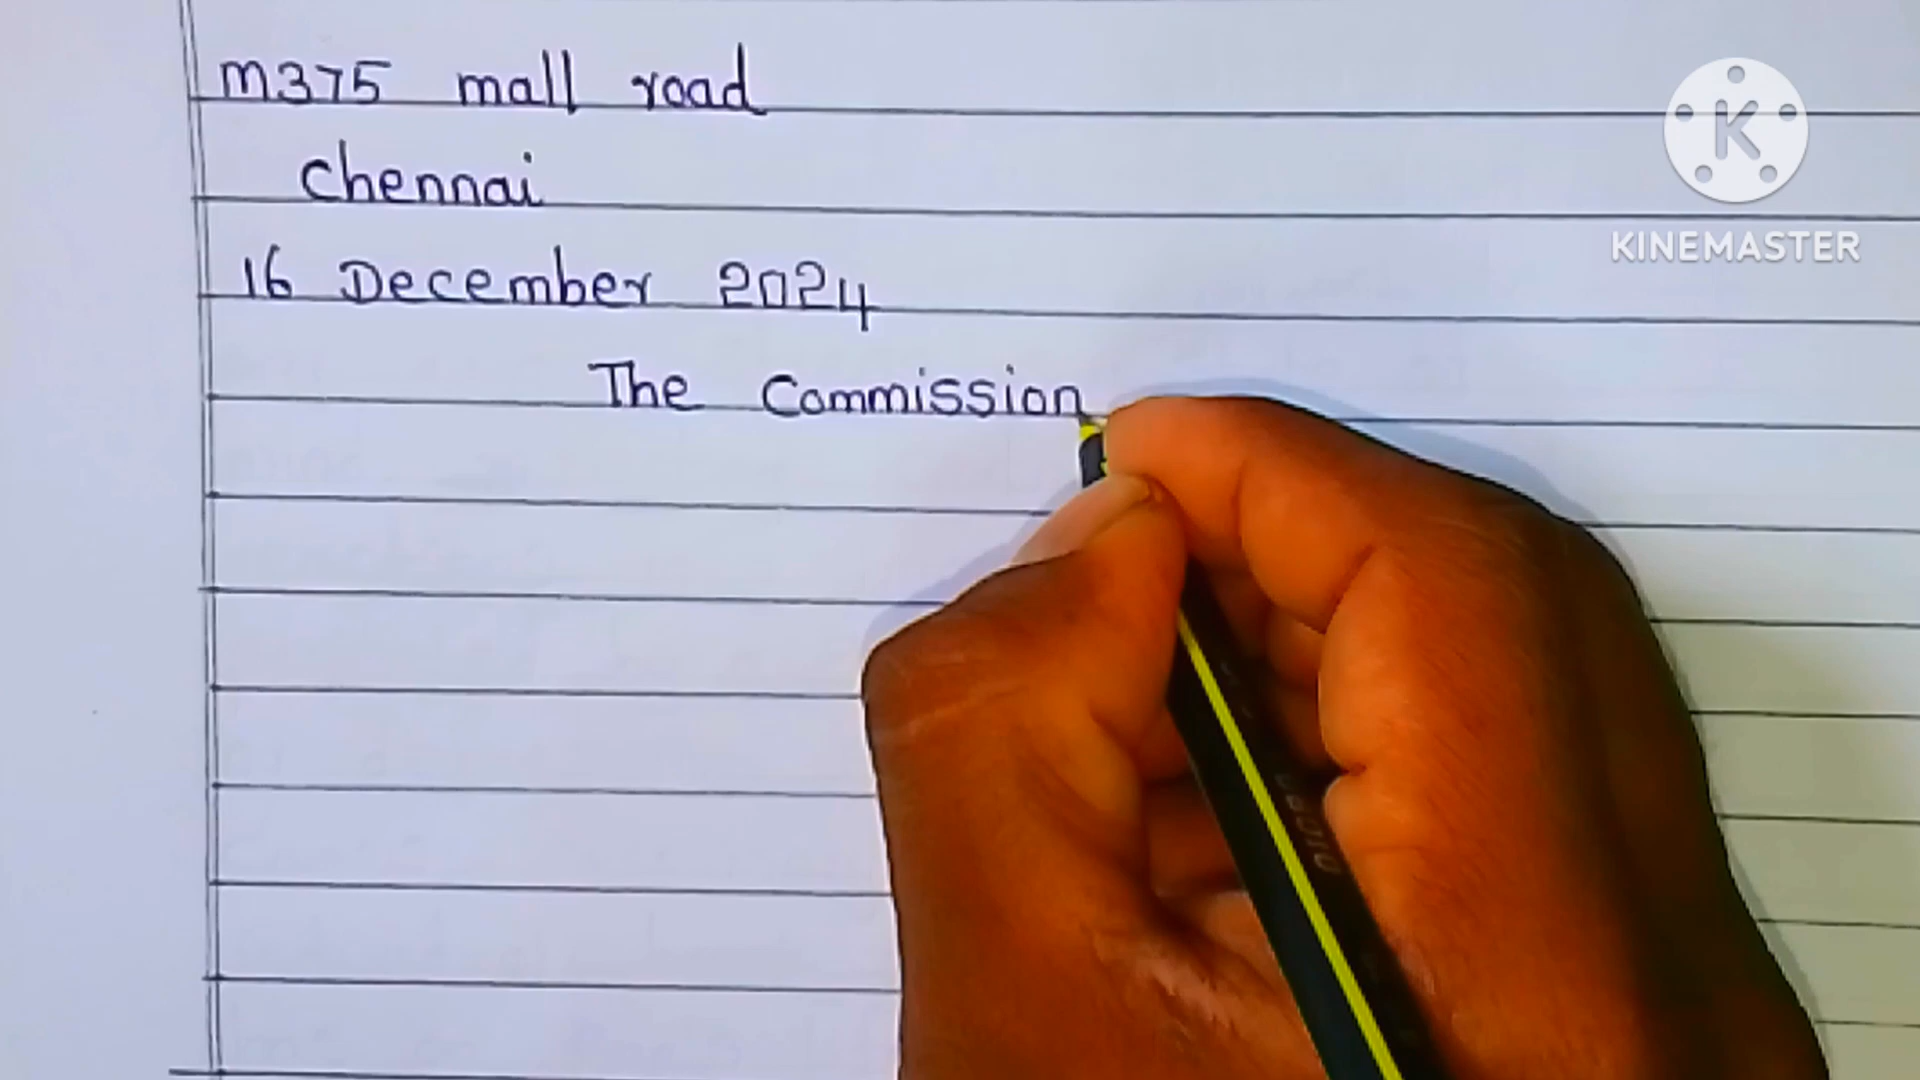 M375 mall road
Chennai
16 December 2024
The Commission
K
KINEMASTER